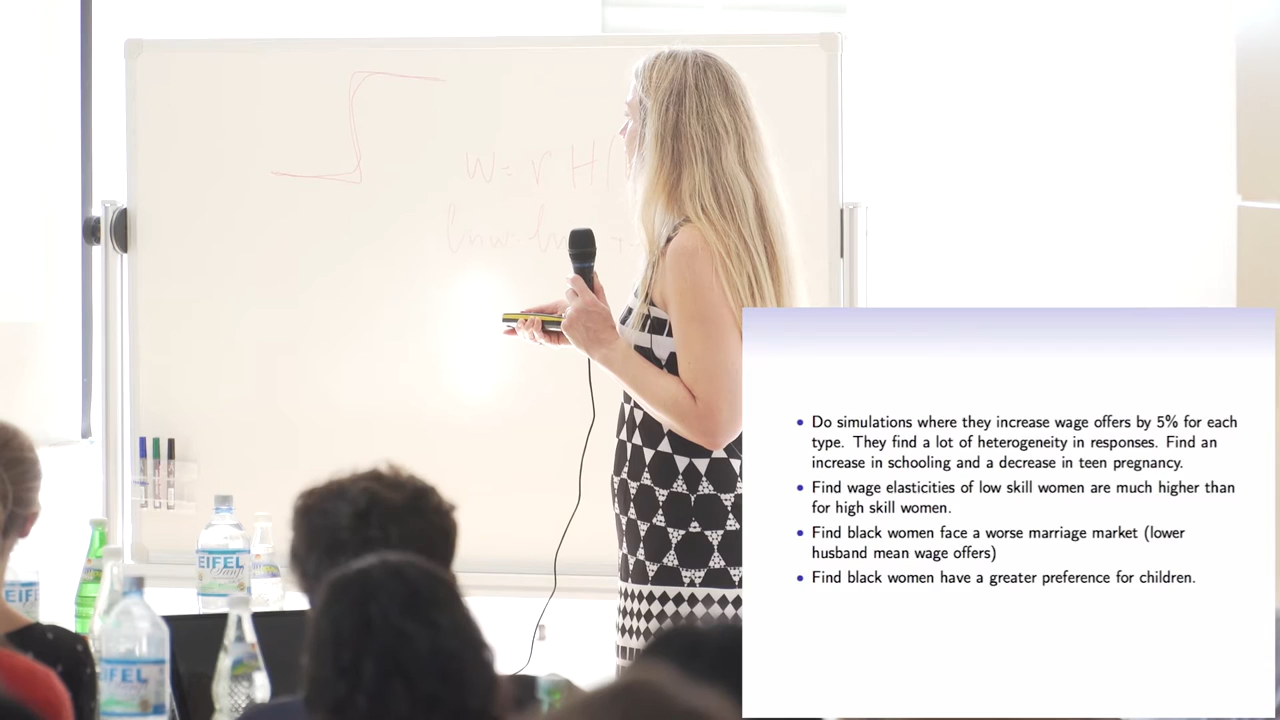 W = r H
lnw = ln +
EIFEL
Sanft
EIFEL
EIFEL
• Do simulations where they increase wage offers by 5% for each
type. They find a lot of heterogeneity in responses. Find an
increase in schooling and a decrease in teen pregnancy.
• Find wage elasticities of low skill women are much higher than
for high skill women.
• Find black women face a worse marriage market (lower
husband mean wage offers)
• Find black women have a greater preference for children.